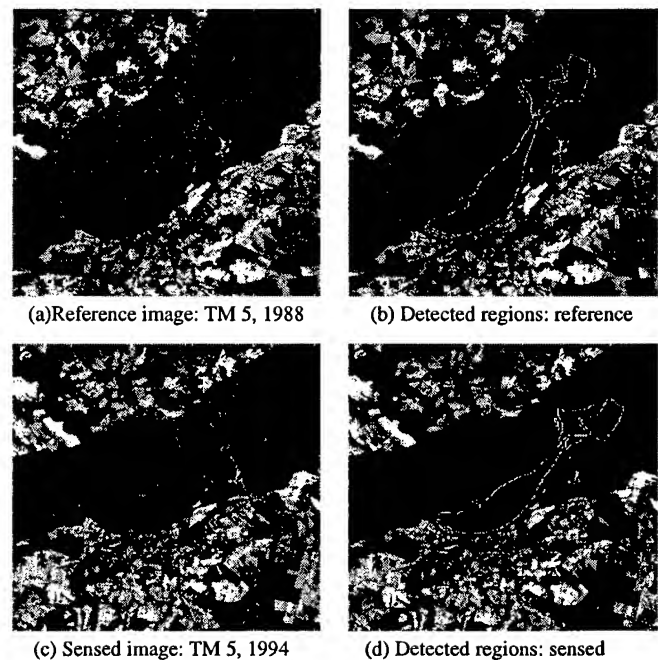 (a)Reference image: TM 5, 1988
(b) Detected regions: reference
(c) Sensed image: TM 5, 1994
(d) Detected regions: sensed